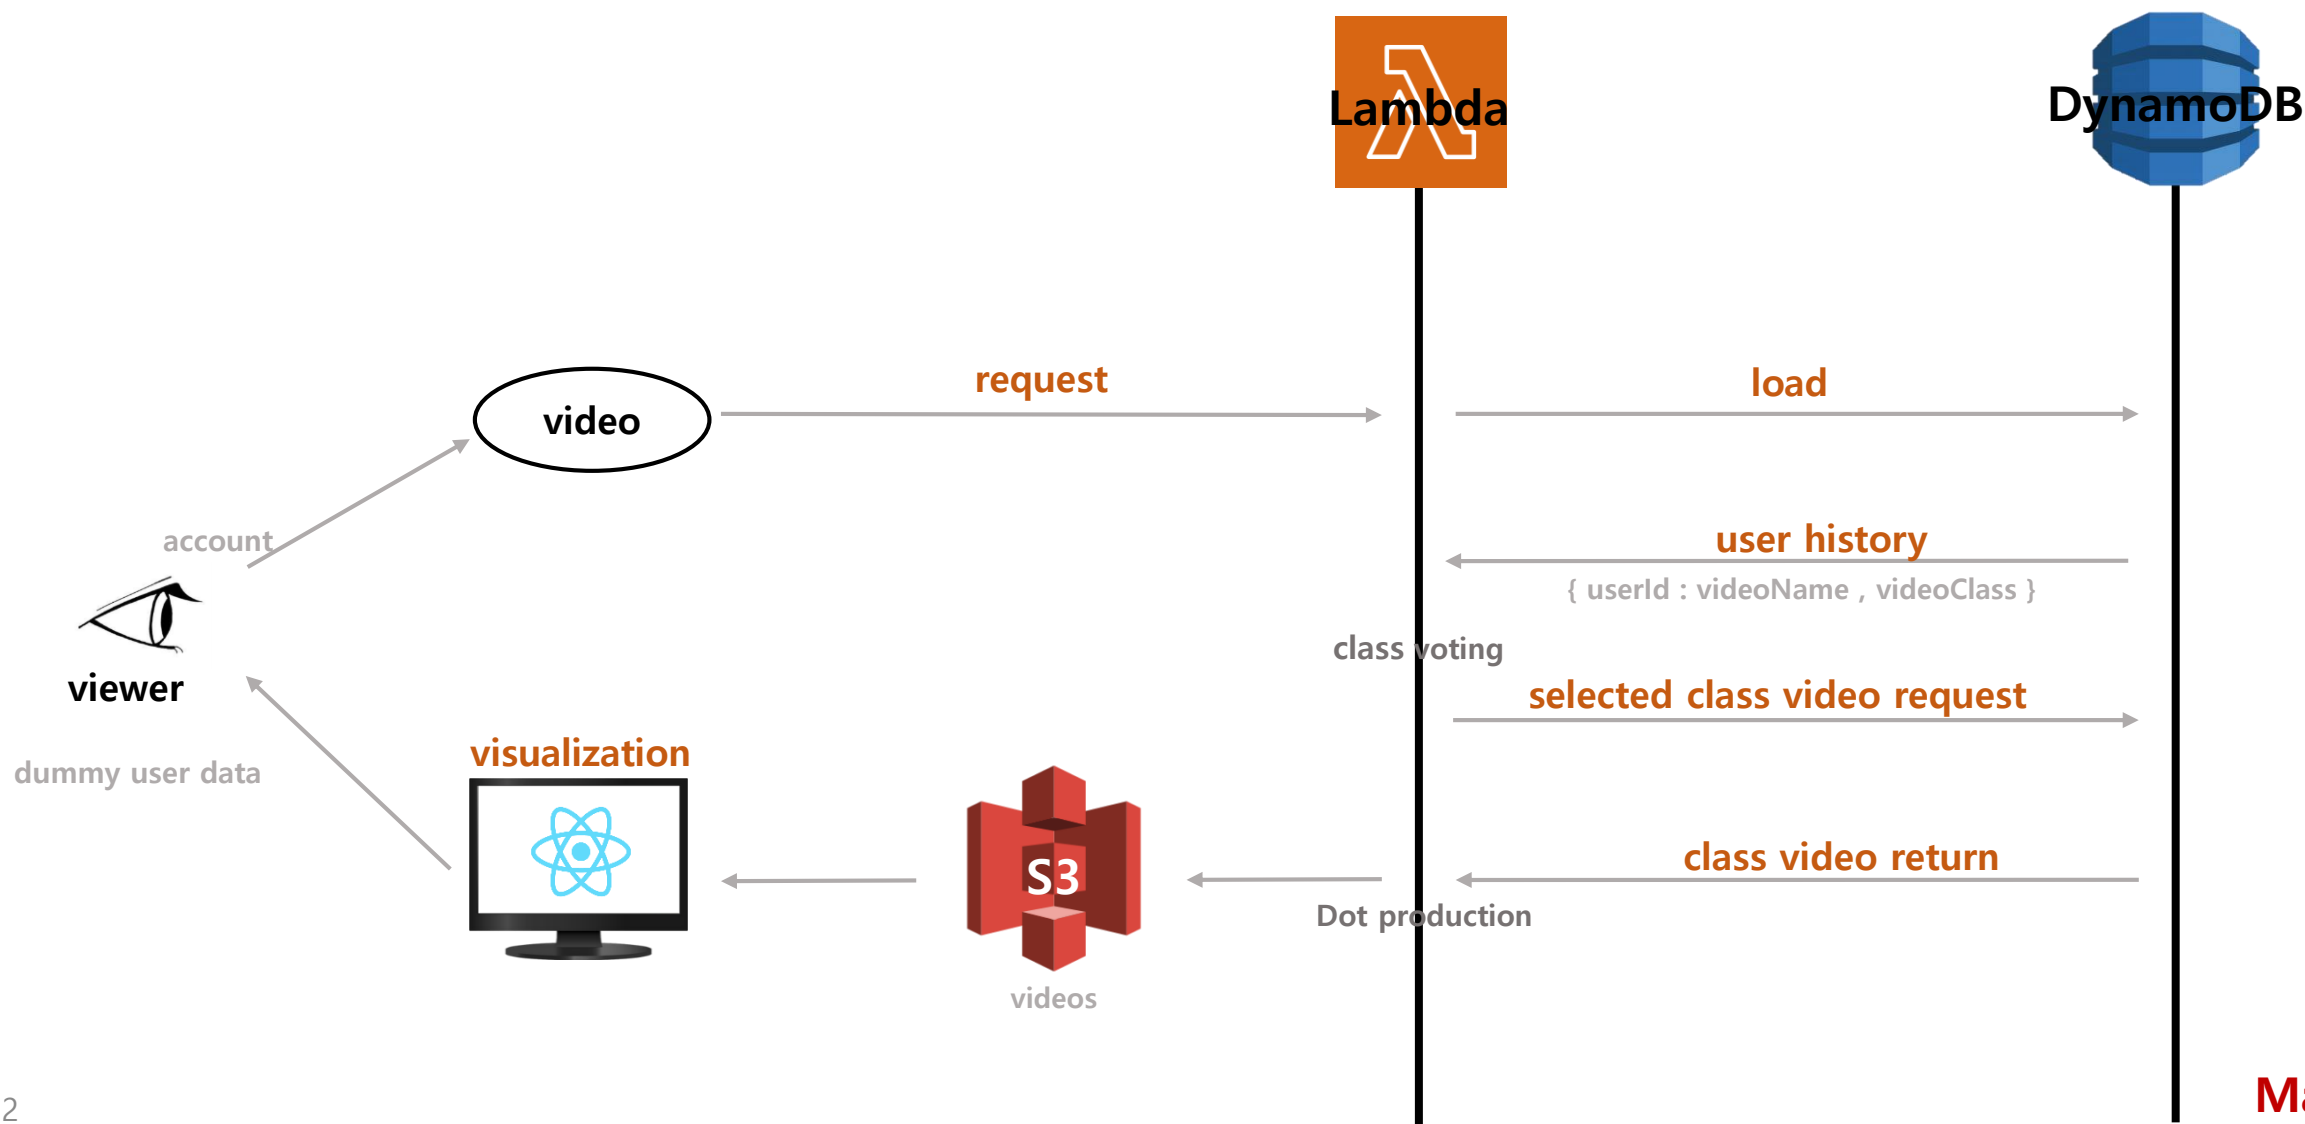 Lambda
DynamoDB
request
load
video
account
user history
{ userId : videoName , videoClass }
class voting
viewer
selected class video request
visualization
dummy user data
class video return
S3
Dot production
videos
2